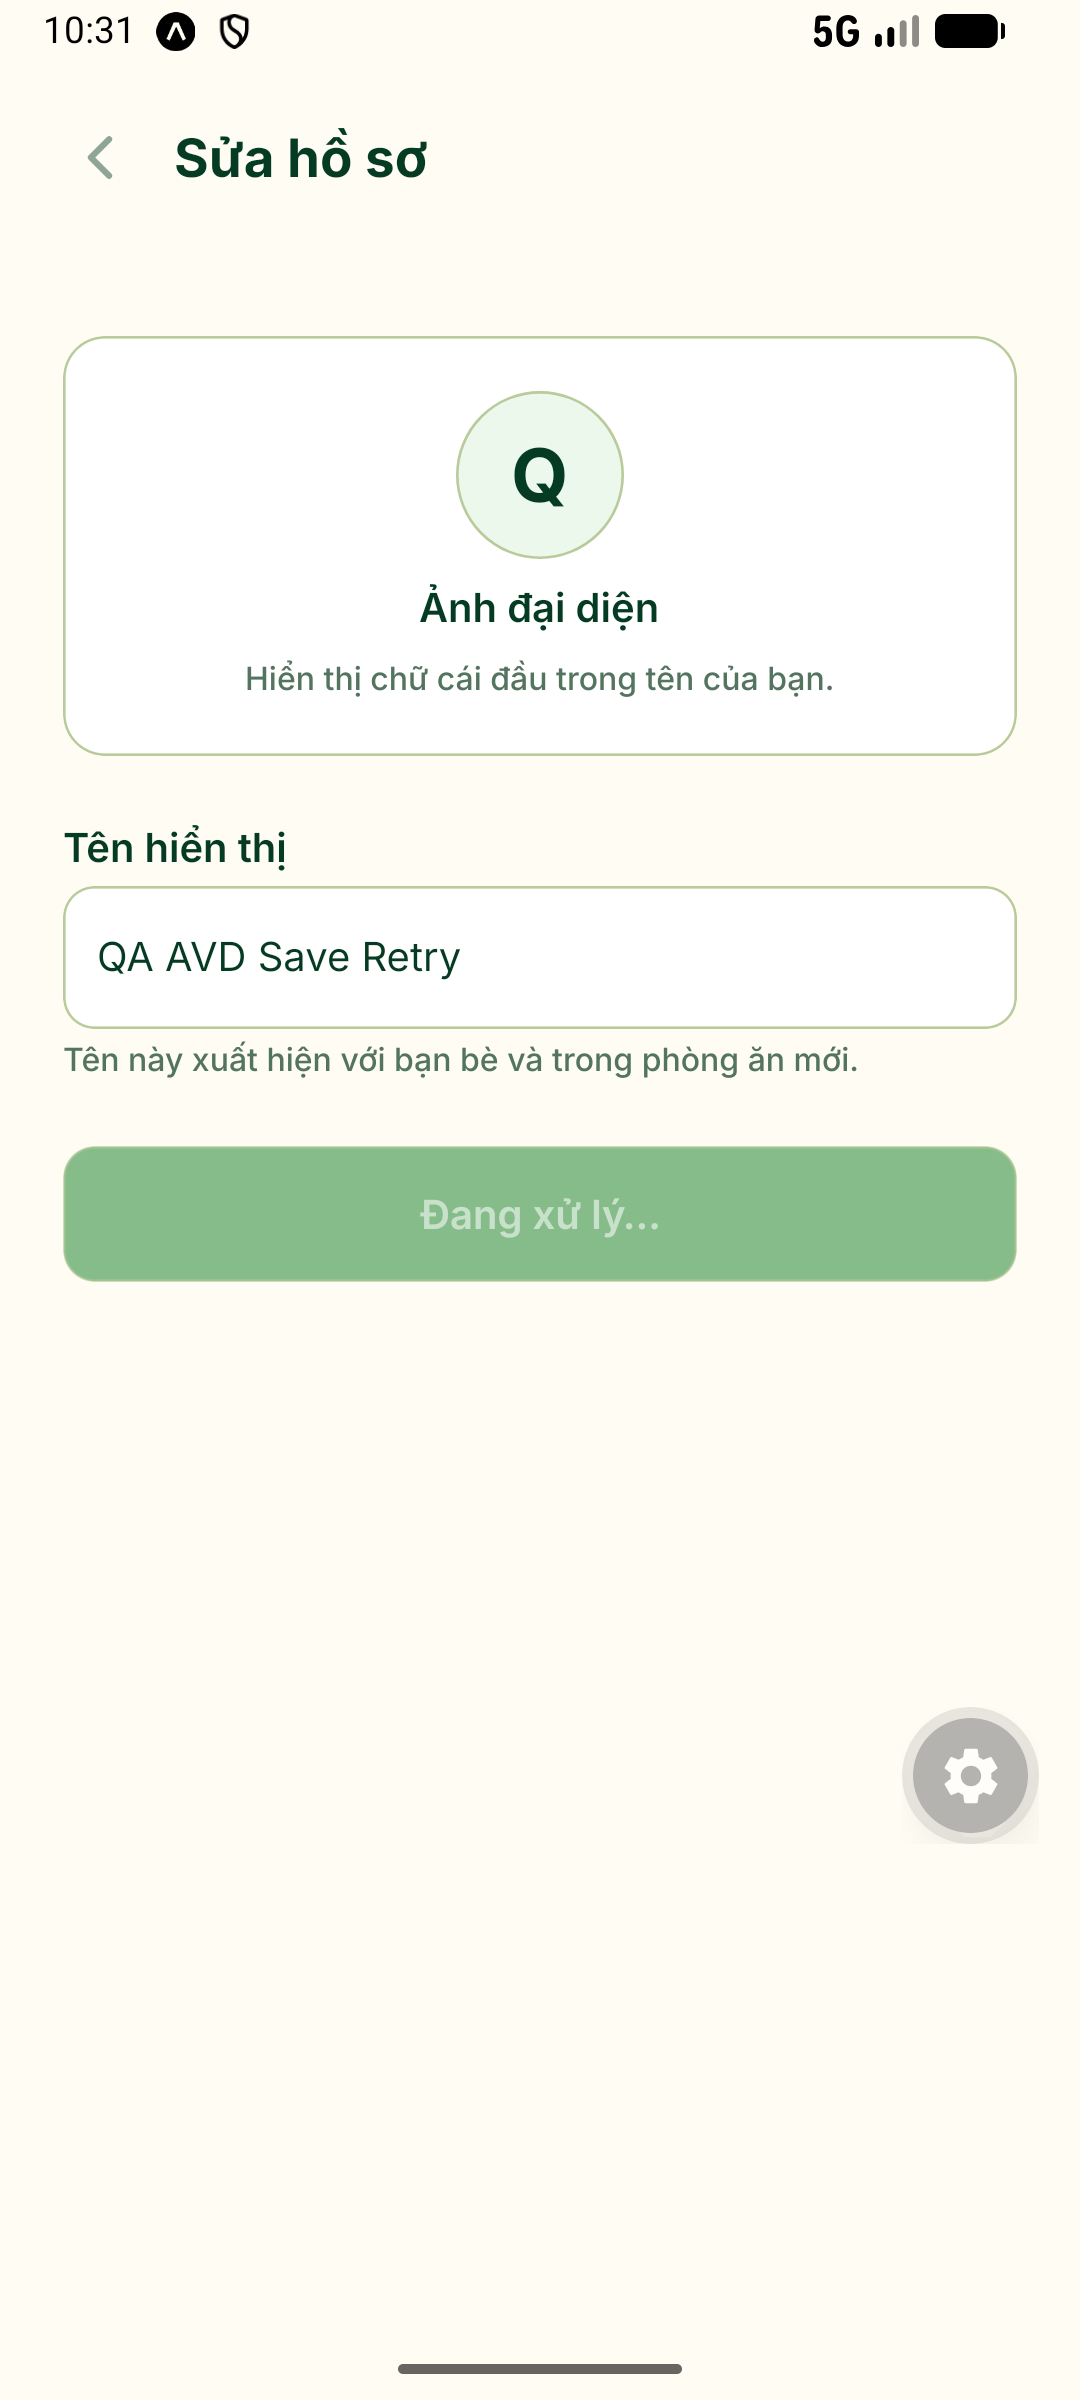 10:31
5G
Sửa hồ sơ
Q
Ảnh đại diện
Hiển thị chữ cái đầu trong tên của bạn.
Tên hiển thị
QA AVD Save Retry
Tên này xuất hiện với bạn bè và trong phòng ăn mới.
Đang xử lý...